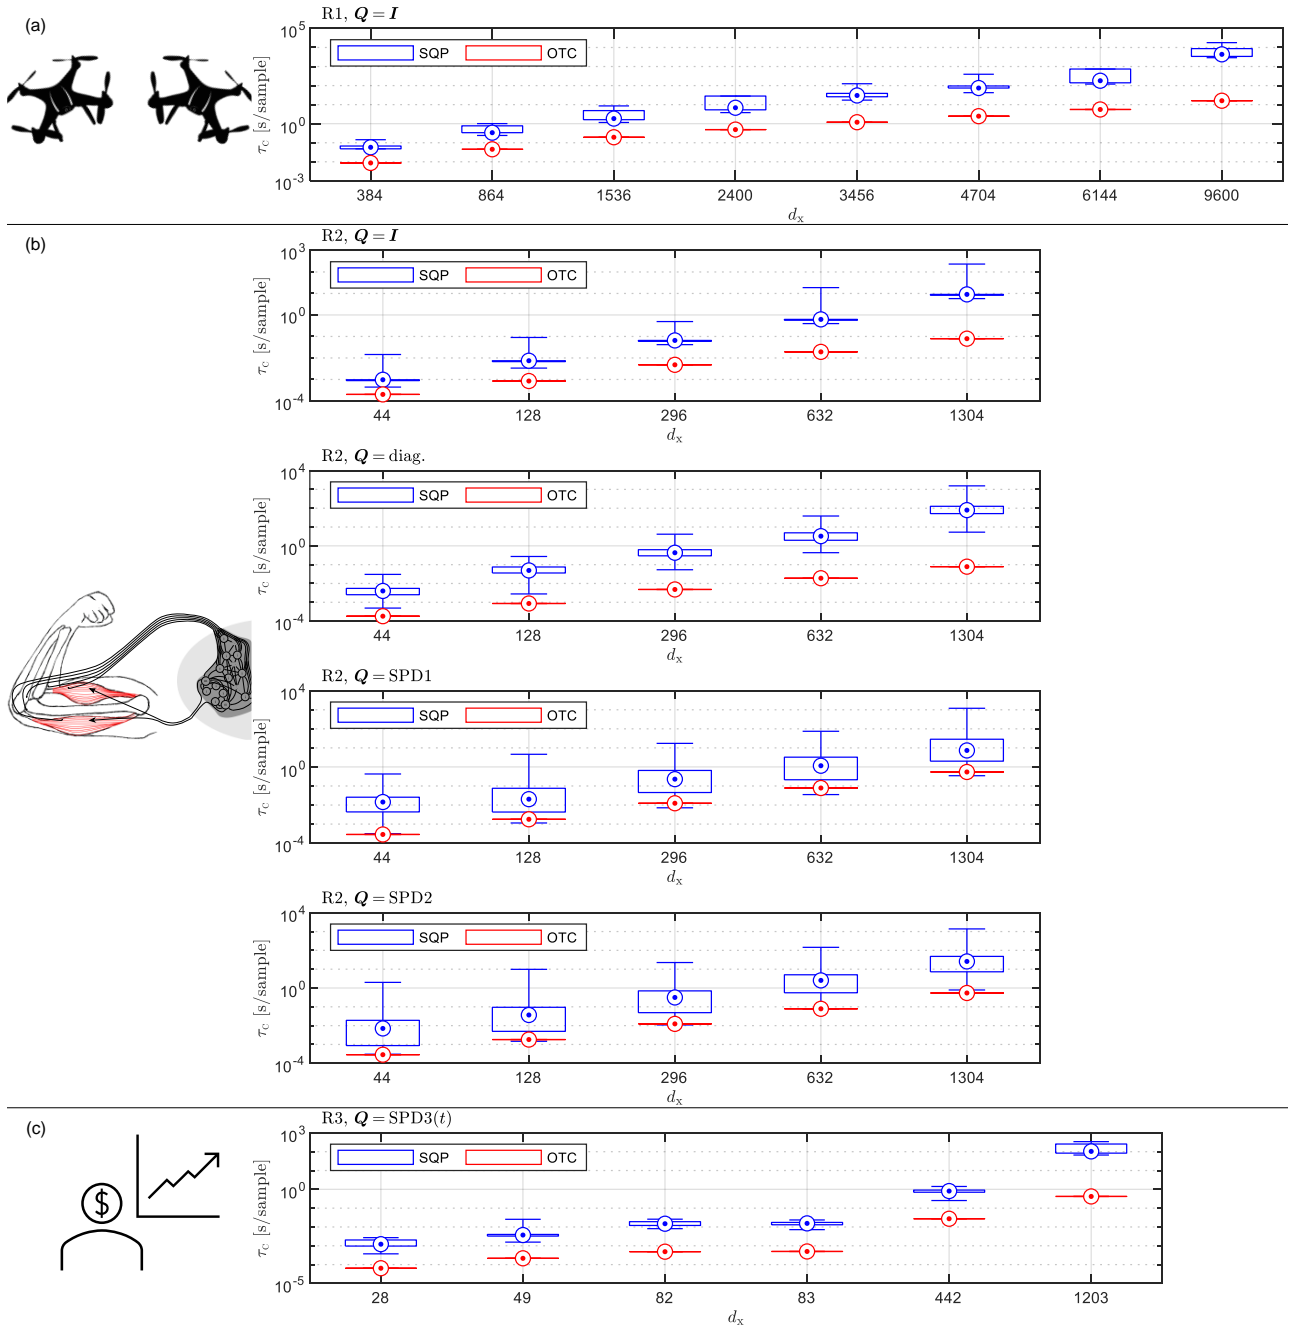 (a)
R1, Q = I
SQP OTC
τc [s/sample]
10^5
10^0
10^-3
384 864 1536 2400 3456 4704 6144 9600
dx
(b)
R2, Q = I
SQP OTC
τc [s/sample]
10^3
10^0
10^-4
44 128 296 632 1304
dx
R2, Q = diag.
SQP OTC
τc [s/sample]
10^4
10^0
10^-4
44 128 296 632 1304
dx
R2, Q = SPD1
SQP OTC
τc [s/sample]
10^4
10^0
10^-4
44 128 296 632 1304
dx
R2, Q = SPD2
SQP OTC
τc [s/sample]
10^4
10^0
10^-4
44 128 296 632 1304
dx
(c)
R3, Q = SPD3(t)
SQP OTC
$
τc [s/sample]
10^3
10^0
10^-5
28 49 82 83 442 1203
dx